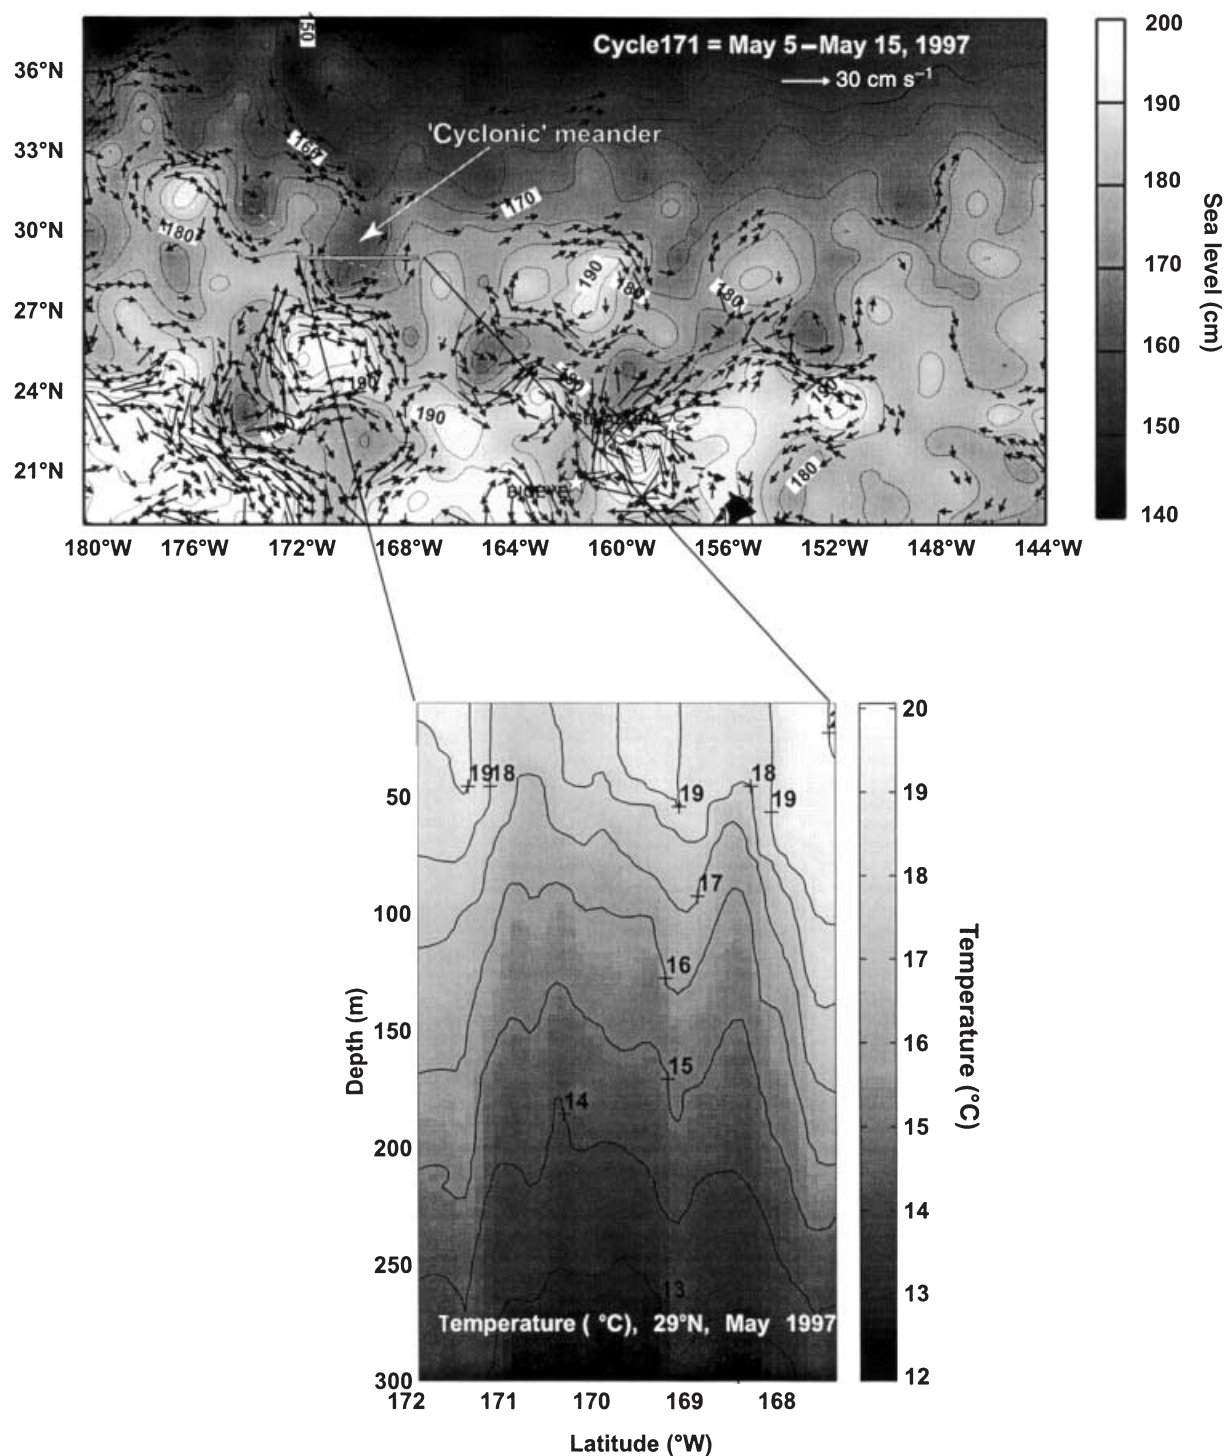 Cycle171 = May 5–May 15, 1997
30 cm s⁻¹
'Cyclonic' meander
150
160
170
180
190
180
180
190
190
180
190
180
36°N
33°N
30°N
27°N
24°N
21°N
180°W 176°W 172°W 168°W 164°W 160°W 156°W 152°W 148°W 144°W
200
190
180
170
160
150
140
Sea level (cm)
19 18
19
18
19
17
16
15
14
13
Temperature ( °C), 29°N, May 1997
50
100
150
200
250
300
Depth (m)
172 171 170 169 168
Latitude (°W)
20
19
18
17
16
15
14
13
12
Temperature (°C)